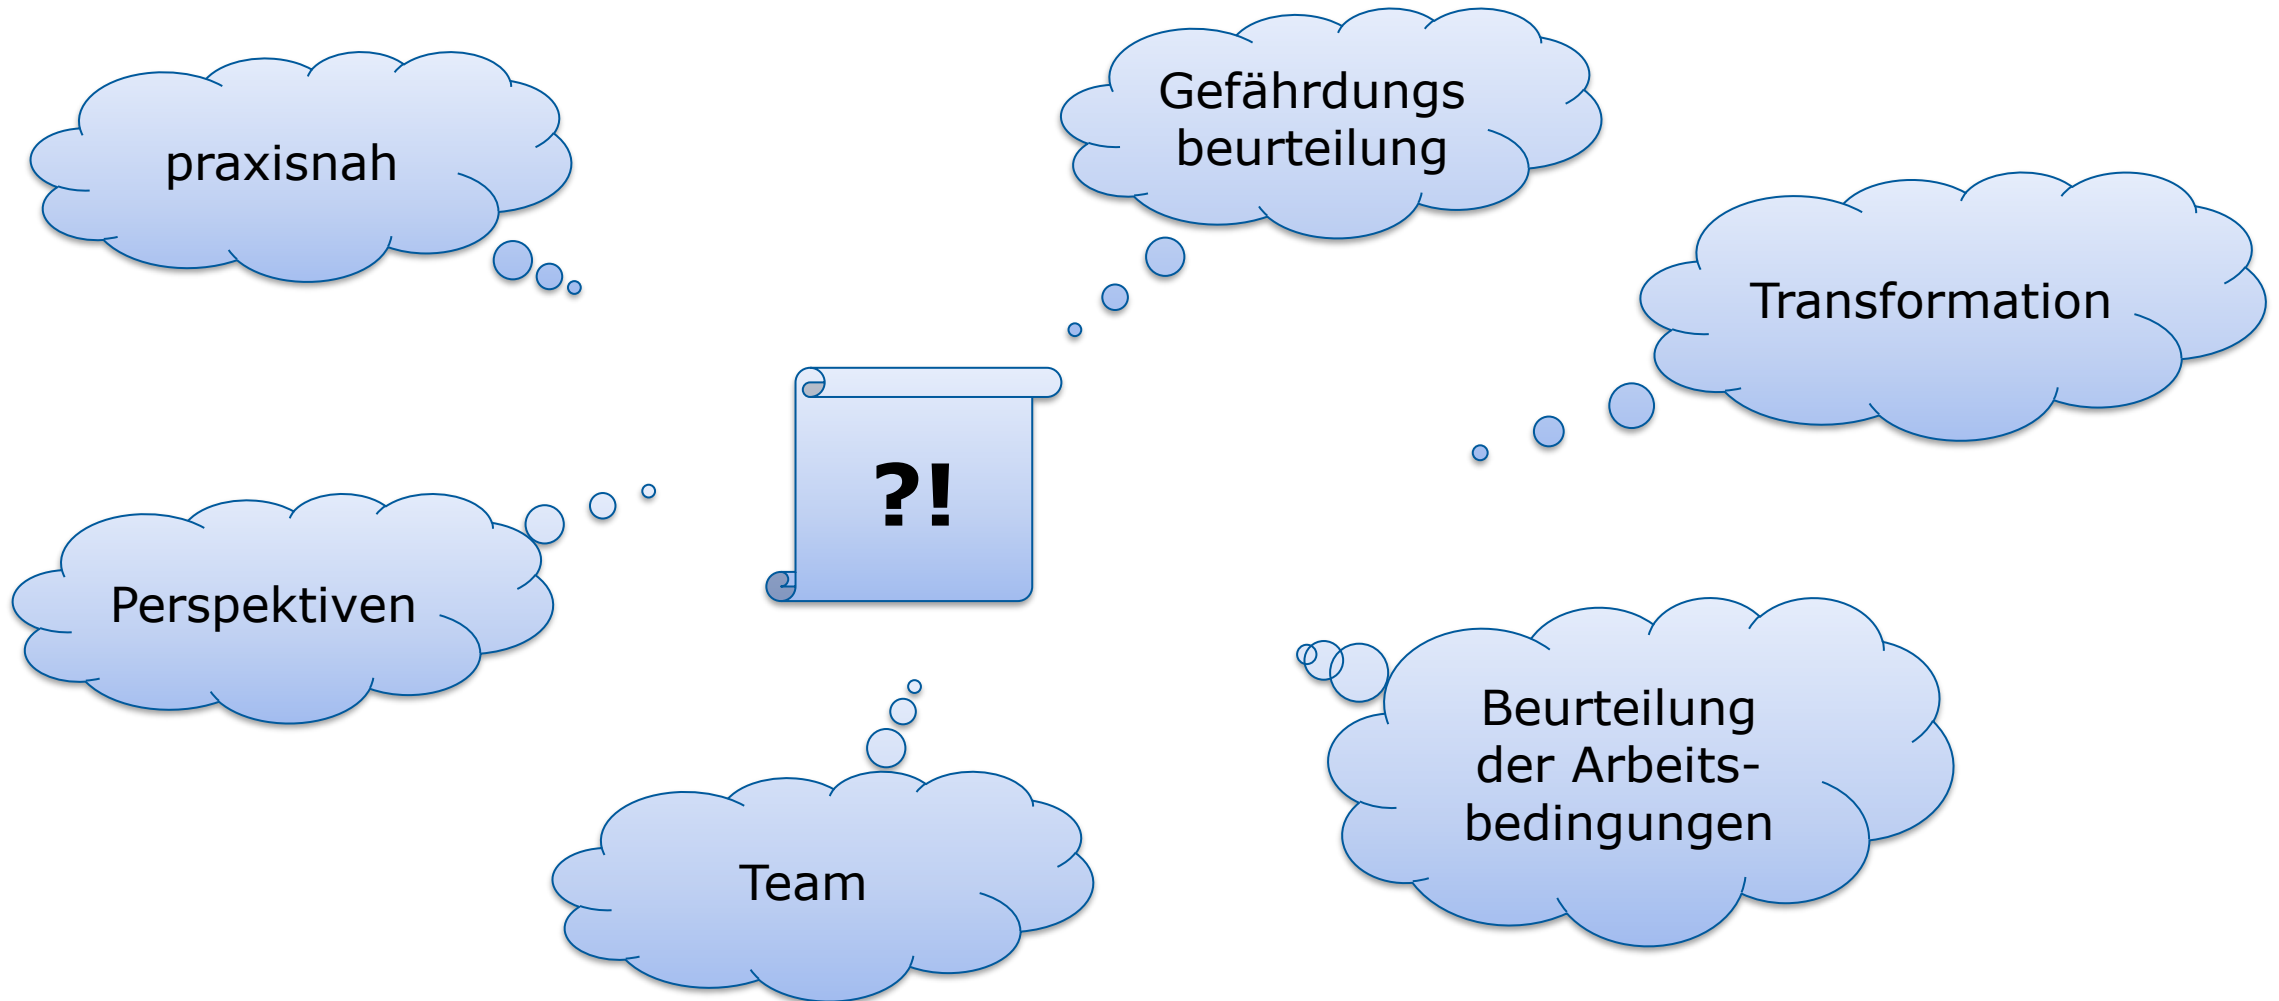 praxisnah
Gefährdungs
beurteilung
Transformation
?!
Perspektiven
Team
Beurteilung
der Arbeits-
bedingungen